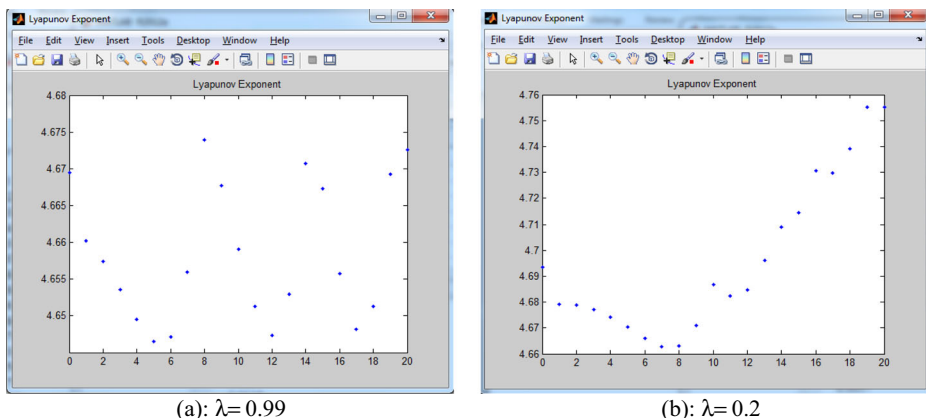 Lyapunov Exponent
File Edit View Insert Tools Desktop Window Help
Lyapunov Exponent
4.68
4.675
4.67
4.665
4.66
4.655
4.65
0 2 4 6 8 10 12 14 16 18 20
(a): λ= 0.99
Lyapunov Exponent
File Edit View Insert Tools Desktop Window Help
Lyapunov Exponent
4.76
4.75
4.74
4.73
4.72
4.71
4.7
4.69
4.68
4.67
4.66
0 2 4 6 8 10 12 14 16 18 20
(b): λ= 0.2